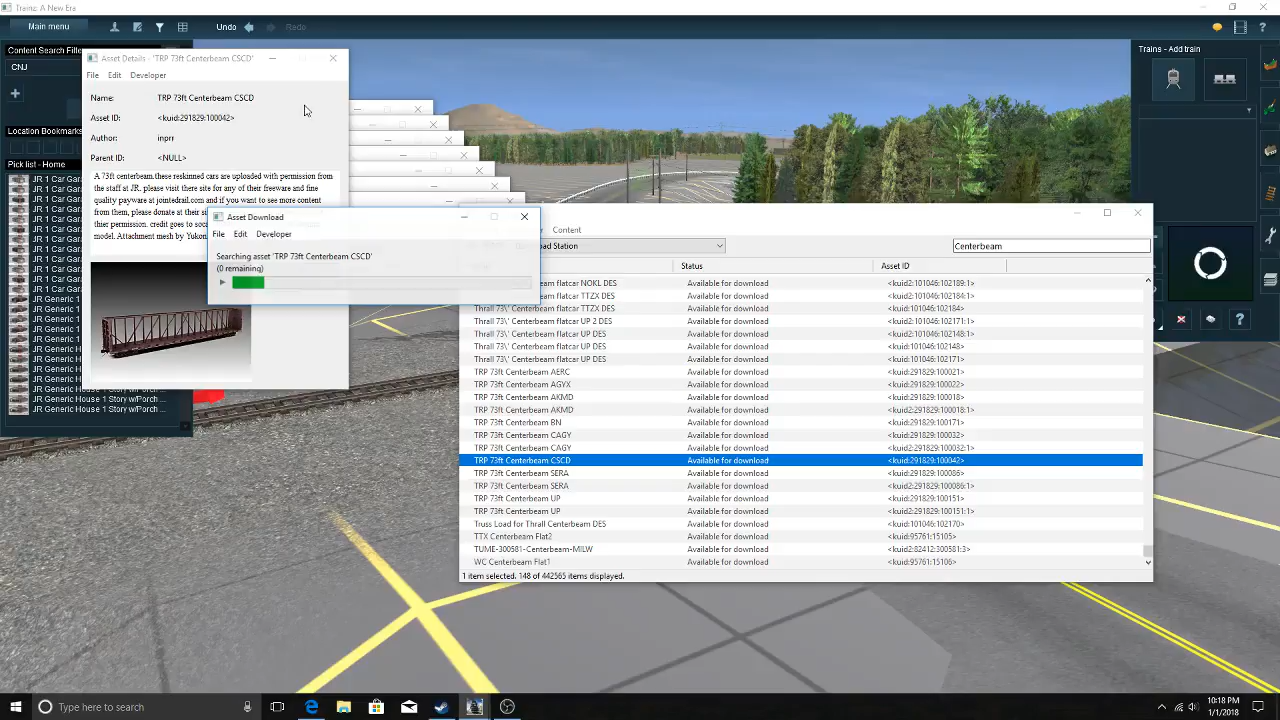 Trainz: A New Era
Main menu
Undo
Redo
Content Search Filter
CNJ
Location Bookmarks
Pick list - Home
JR 1 Car Gar
JR 1 Car Gar
JR 1 Car Gar
JR 1 Car Gar
JR 1 Car Gar
JR 1 Car Gar
JR 1 Car Gar
JR 1 Car Gar
JR 1 Car Gar
JR 1 Car Gar
JR 1 Car Gar
JR Generic
JR Generic
JR Generic
JR Generic
JR Generic
JR Generic H
JR Generic H
JR Generic H
JR Generic H
JR Generic House 1 Story w/Porch ...
JR Generic House 1 Story w/Porch ...
JR Generic House 1 Story w/Porch ...
Asset Details - 'TRP 73ft Centerbeam CSCD'
File Edit Developer
Name: TRP 73ft Centerbeam CSCD
Asset ID: <kuid:291829:100042>
Author: inprr
Parent ID: <NULL>
A 73ft centerbeam.these reskinned cars are uploaded with permission
from the staff at JR. please visit there site for any of their freeware and fine
quality payware at jointedrail.com and if you want to see more content
from them, please donate at their
thier permission. credit goes to
model. Attachment mesh by Yukon
Asset Download
File Edit Developer
Searching asset 'TRP 73ft Centerbeam CSCD'
(0 remaining)
Content
load Station
Centerbeam
Status Asset ID
Centerbeam flatcar NOKL DES Available for download <kuid2:101046:102189:1>
Centerbeam flatcar TTZX DES Available for download <kuid2:101046:102184:1>
Thrall 73\' Centerbeam flatcar TTZX DES Available for download <kuid:101046:102184>
Thrall 73\' Centerbeam flatcar UP 2 DES Available for download <kuid2:101046:102171:1>
Thrall 73\' Centerbeam flatcar UP DES Available for download <kuid2:101046:102148:1>
Thrall 73\' Centerbeam flatcar UP DES Available for download <kuid:101046:102148>
Thrall 73\' Centerbeam flatcar UP DES Available for download <kuid:101046:102171>
TRP 73ft Centerbeam AERC Available for download <kuid:291829:100021>
TRP 73ft Centerbeam AGYX Available for download <kuid:291829:100022>
TRP 73ft Centerbeam AKMD Available for download <kuid:291829:100018>
TRP 73ft Centerbeam AKMD Available for download <kuid2:291829:100018:1>
TRP 73ft Centerbeam BN Available for download <kuid:291829:100171>
TRP 73ft Centerbeam CAGY Available for download <kuid:291829:100032>
TRP 73ft Centerbeam CAGY Available for download <kuid2:291829:100032:1>
TRP 73ft Centerbeam CSCD Available for download <kuid:291829:100042>
TRP 73ft Centerbeam SERA Available for download <kuid:291829:100086>
TRP 73ft Centerbeam SERA Available for download <kuid2:291829:100086:1>
TRP 73ft Centerbeam UP Available for download <kuid:291829:100151>
TRP 73ft Centerbeam UP Available for download <kuid2:291829:100151:1>
Truss Load for Thrall Centerbeam DES Available for download <kuid:101046:102170>
TTX Centerbeam Flat2 Available for download <kuid:95761:15105>
TUME-300581-Centerbeam-MILW Available for download <kuid2:82412:300581:3>
WC Centerbeam Flat1 Available for download <kuid:95761:15106>
1 item selected. 148 of 442565 items displayed.
Trains - Add train
Type here to search
10:18 PM
1/1/2018